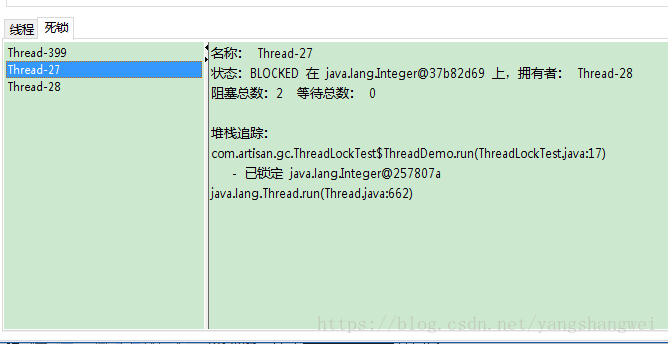 线程 死锁
Thread-399
Thread-27
Thread-28
名称: Thread-27
状态: BLOCKED 在 java.lang.Integer@37b82d69 上，拥有者: Thread-28
阻塞总数: 2 等待总数: 0
堆栈追踪:
com.artisan.gc.ThreadLockTest$ThreadDemo.run(ThreadLockTest.java:17)
- 已锁定 java.lang.Integer@257807a
java.lang.Thread.run(Thread.java:662)
https://blog.csdn.net/yangshangwei